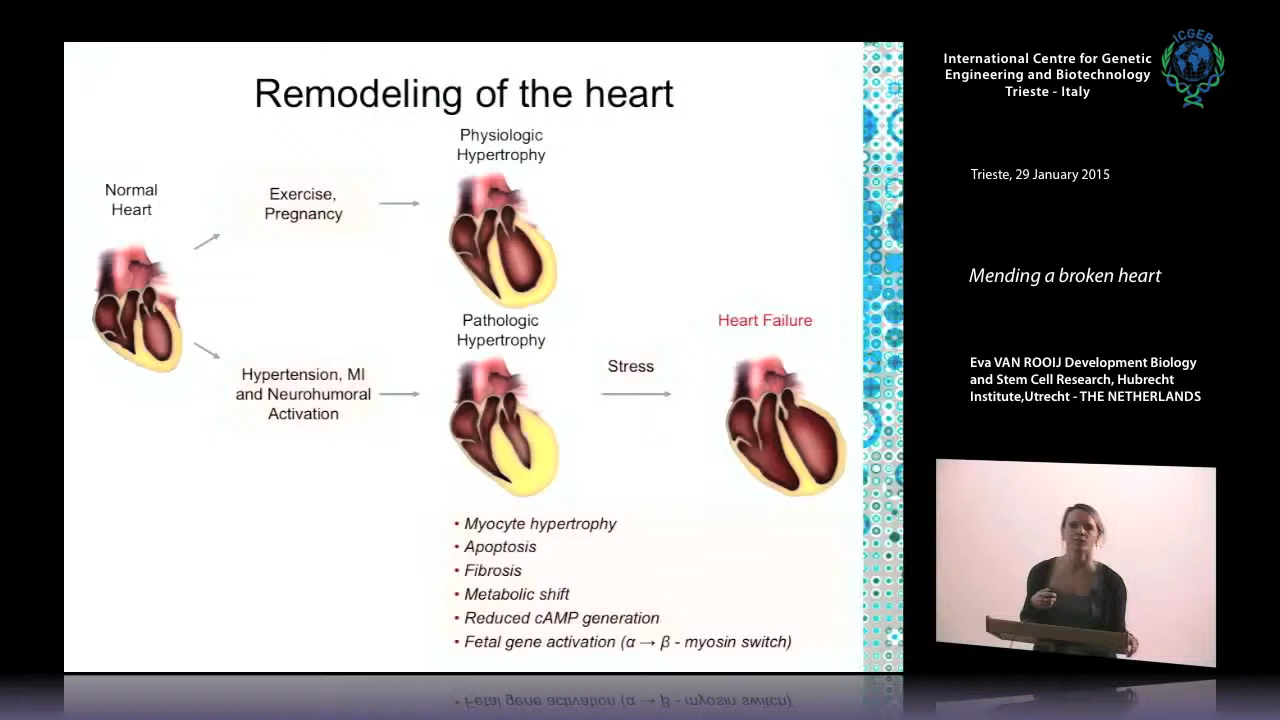 Remodeling of the heart
Physiologic
Hypertrophy
Normal
Heart
Exercise,
Pregnancy
Pathologic
Hypertrophy
Heart Failure
Stress
Hypertension, MI
and Neurohumoral
Activation
• Myocyte hypertrophy
• Apoptosis
• Fibrosis
• Metabolic shift
• Reduced cAMP generation
• Fetal gene activation (α → β - myosin switch)
International Centre for Genetic
Engineering and Biotechnology
Trieste - Italy
ICGEB
Trieste, 29 January 2015
Mending a broken heart
Eva VAN ROOIJ Development Biology
and Stem Cell Research, Hubrecht
Institute,Utrecht - THE NETHERLANDS